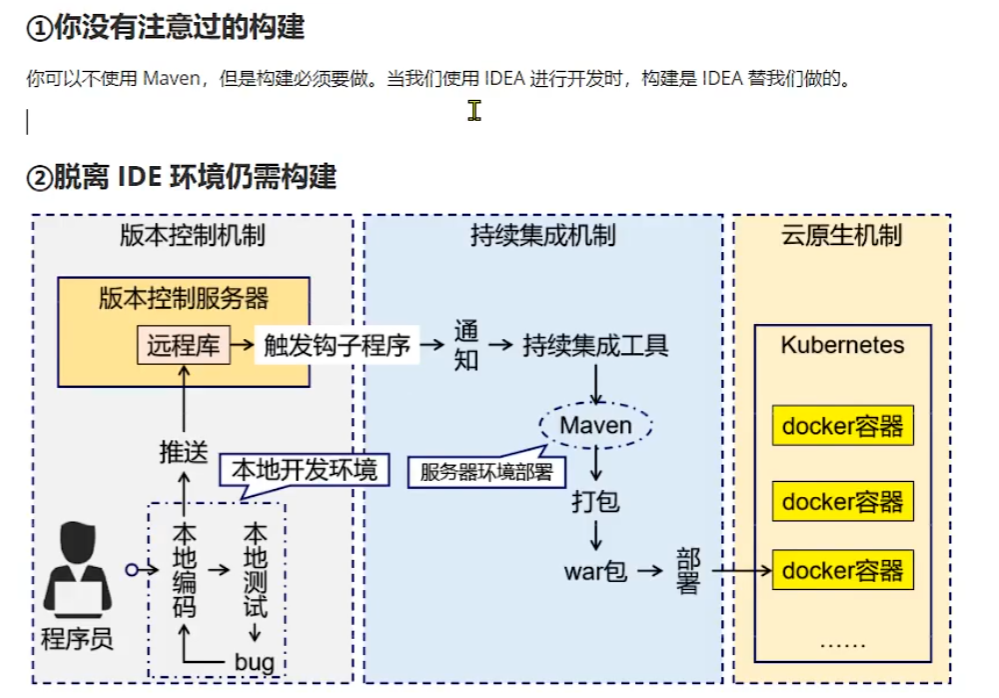 ①你没有注意过的构建
你可以不使用 Maven，但是构建必须要做。当我们使用 IDEA 进行开发时，构建是 IDEA 替我们做的。
②脱离 IDE 环境仍需构建
版本控制机制
版本控制服务器
远程库
触发钩子程序
推送
本地开发环境
本地编码
本地测试
bug
程序员
持续集成机制
通知
持续集成工具
Maven
服务器环境部署
打包
war包
部署
云原生机制
Kubernetes
docker容器
docker容器
docker容器
……